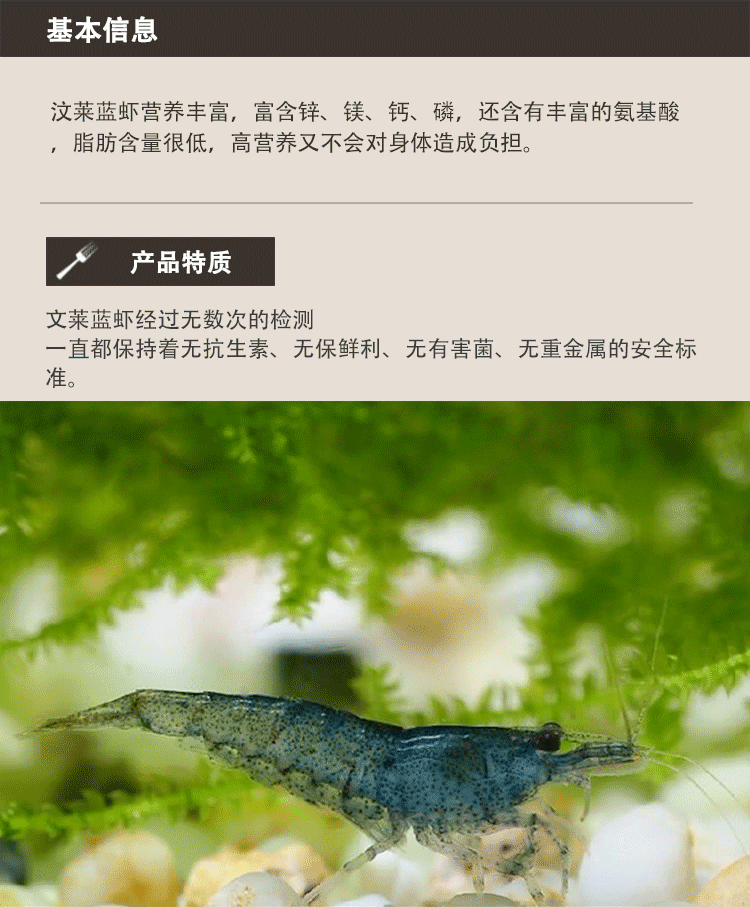 基本信息
汶莱蓝虾营养丰富，富含锌、镁、钙、磷，还含有丰富的氨基酸
，脂肪含量很低，高营养又不会对身体造成负担。
产品特质
文莱蓝虾经过无数次的检测
一直都保持着无抗生素、无保鲜利、无有害菌、无重金属的安全标
准。